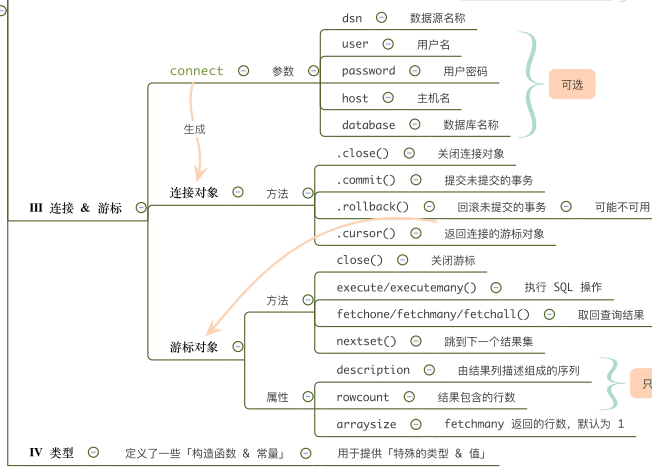 dsn 数据源名称
user 用户名
connect 参数 password 用户密码
可选
host 主机名
生成
database 数据库名称
.close() 关闭连接对象
连接对象 方法 .commit() 提交未提交的事务
III 连接 & 游标
.rollback() 回滚未提交的事务 可能不可用
.cursor() 返回连接的游标对象
close() 关闭游标
方法 execute/executemany() 执行 SQL 操作
fetchone/fetchmany/fetchall() 取回查询结果
游标对象 nextset() 跳到下一个结果集
description 由结果列描述组成的序列
只
属性 rowcount 结果包含的行数
arraysize fetchmany 返回的行数，默认为 1
IV 类型 定义了一些「构造函数 & 常量」 用于提供「特殊的类型 & 值」